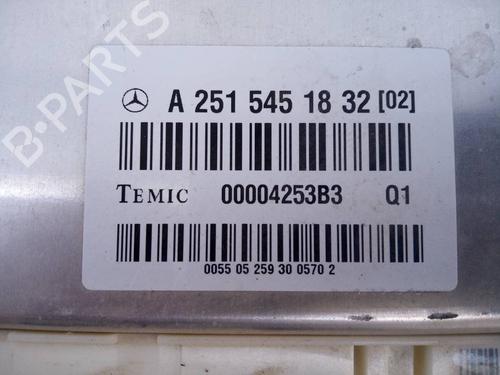 B-PARTS
A 251 545 18 32 [02]
TEMIC 00004253B3 Q1
0055 05 259 30 0570 2